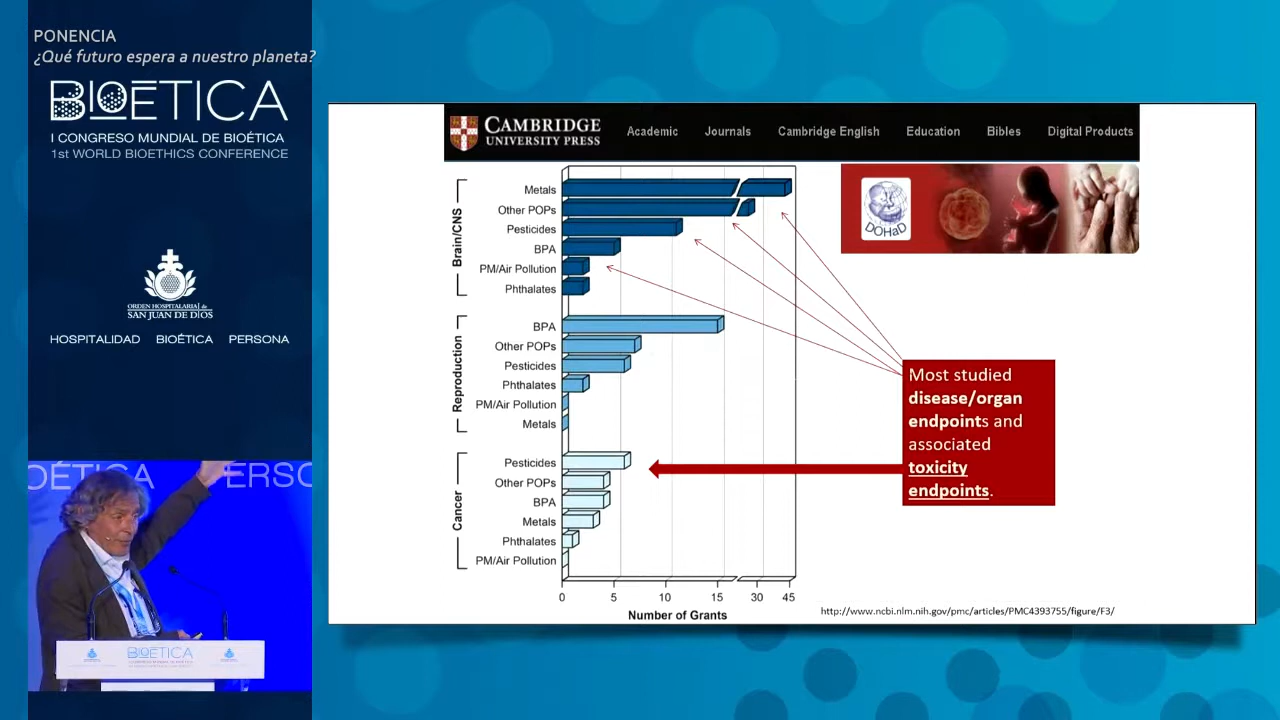 PONENCIA
¿Qué futuro espera a nuestro planeta?
BIOÉTICA
I CONGRESO MUNDIAL DE BIOÉTICA
1st WORLD BIOETHICS CONFERENCE
ORDEN HOSPITALARIA de
SAN JUAN DE DIOS
HOSPITALIDAD BIOÉTICA PERSONA
OÉTICA PERSO
BIOÉTICA
CAMBRIDGE
UNIVERSITY PRESS
Academic Journals Cambridge English Education Bibles Digital Products
DOHaD
Brain/CNS
Metals
Other POPs
Pesticides
BPA
PM/Air Pollution
Phthalates
Reproduction
BPA
Other POPs
Pesticides
Phthalates
PM/Air Pollution
Metals
Cancer
Pesticides
Other POPs
BPA
Metals
Phthalates
PM/Air Pollution
0 5 10 15 30 45
Number of Grants
Most studied
disease/organ
endpoints and
associated
toxicity
endpoints.
http://www.ncbi.nlm.nih.gov/pmc/articles/PMC4393755/figure/F3/